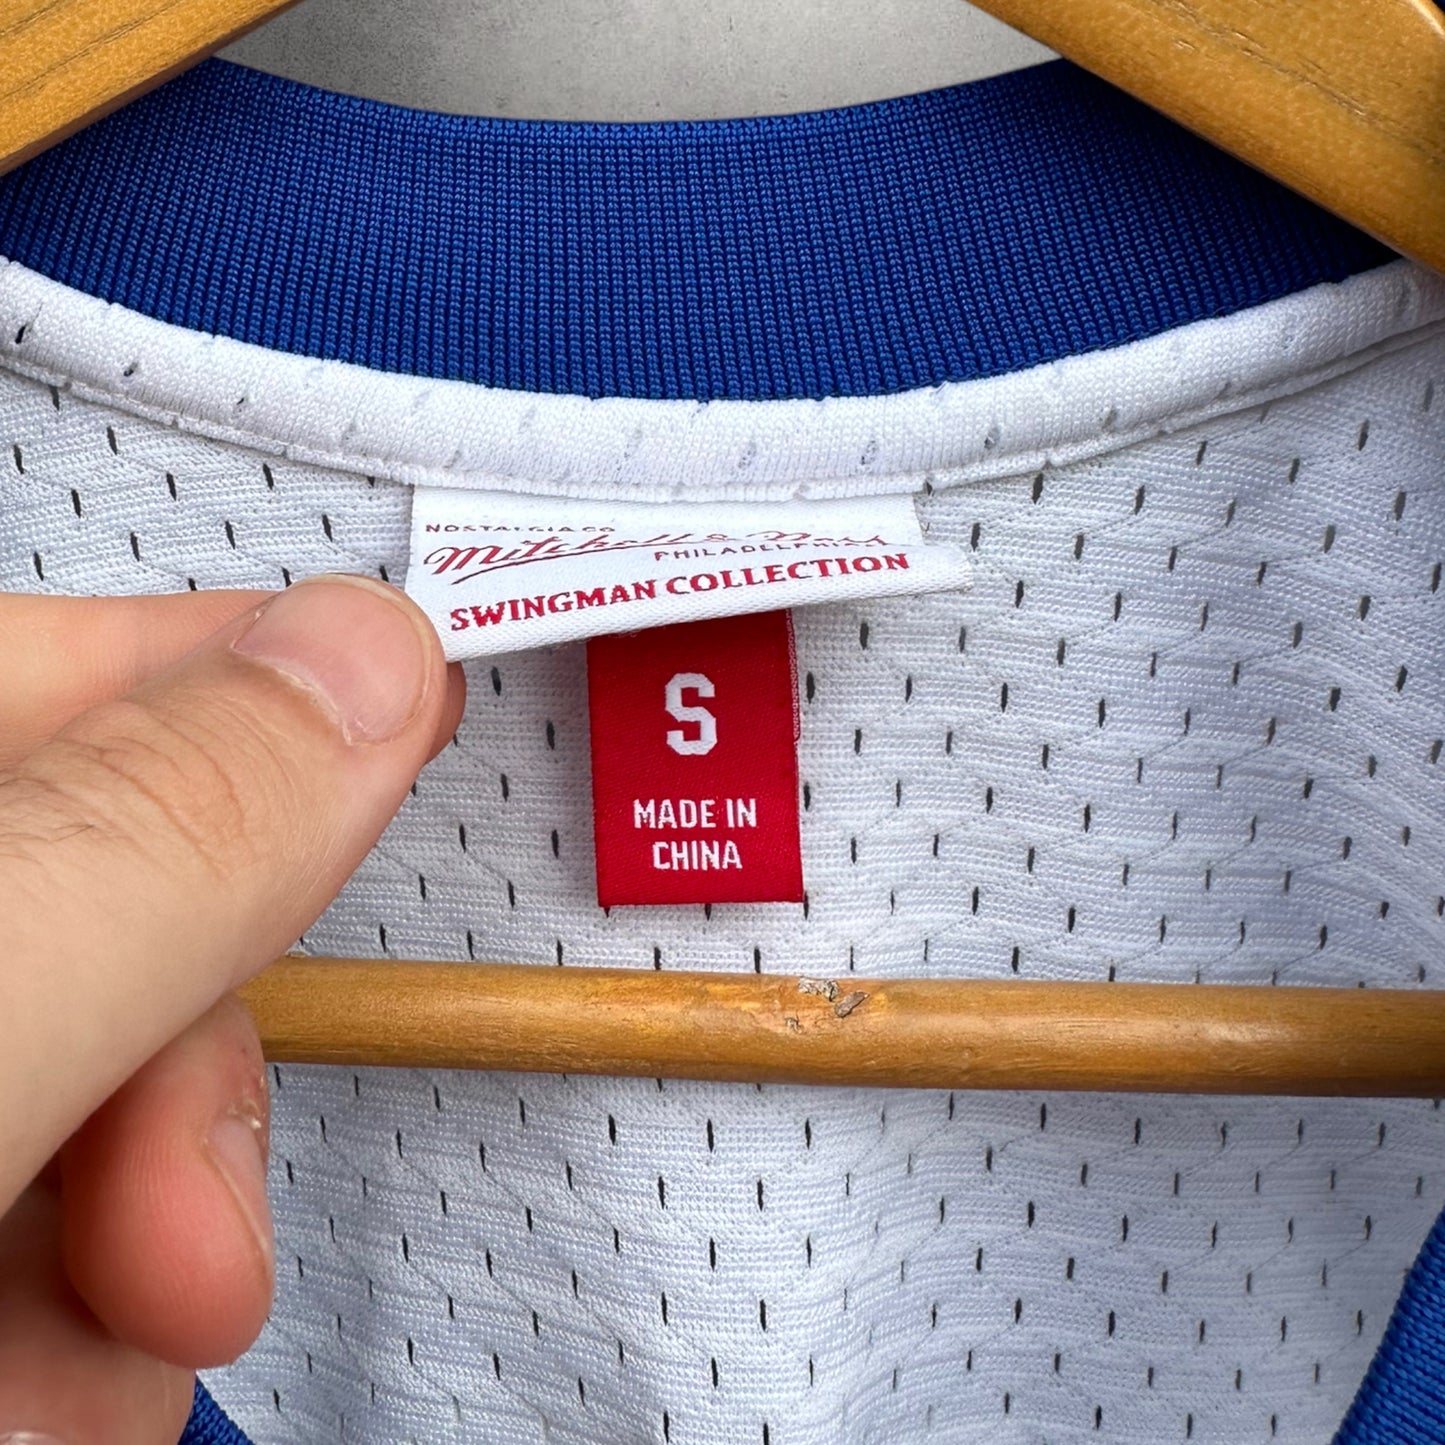 NOSTALGIA CO.
Mitchell & Ness
PHILADELPHIA
SWINGMAN COLLECTION
S
MADE IN
CHINA